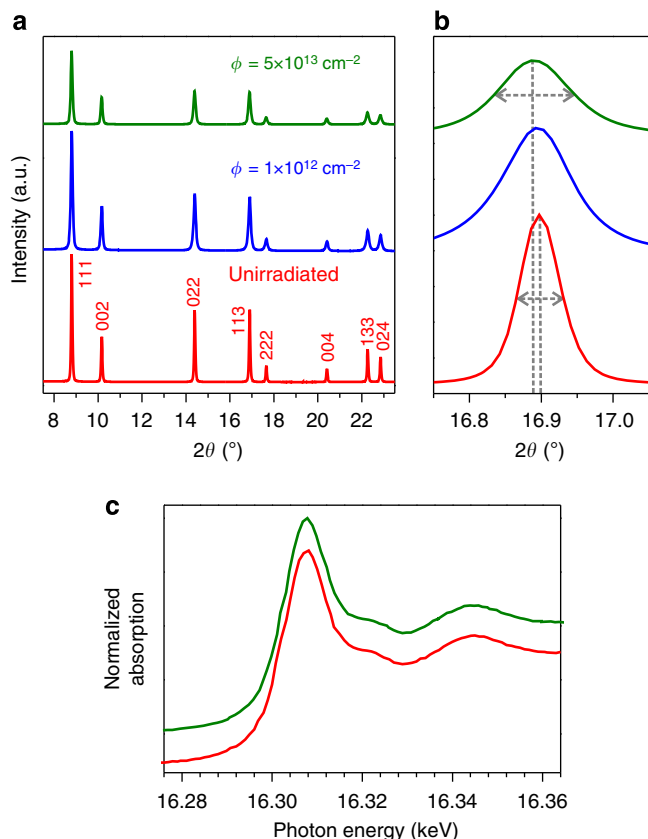 a
b
ϕ = 5×10¹³ cm⁻²
ϕ = 1×10¹² cm⁻²
Unirradiated
111
002
022
113
222
004
133
024
Intensity (a.u.)
8 10 12 14 16 18 20 22
2θ (°)
16.8 16.9 17.0
2θ (°)
c
Normalized
absorption
16.28 16.30 16.32 16.34 16.36
Photon energy (keV)